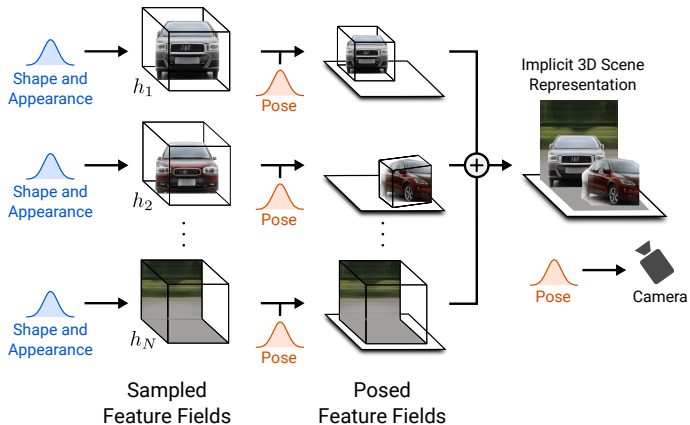 Shape and
Appearance
h1
Pose
Implicit 3D Scene
Representation
Shape and
Appearance
h2
Pose
Shape and
Appearance
hN
Pose
Pose
Camera
Sampled
Feature Fields
Posed
Feature Fields